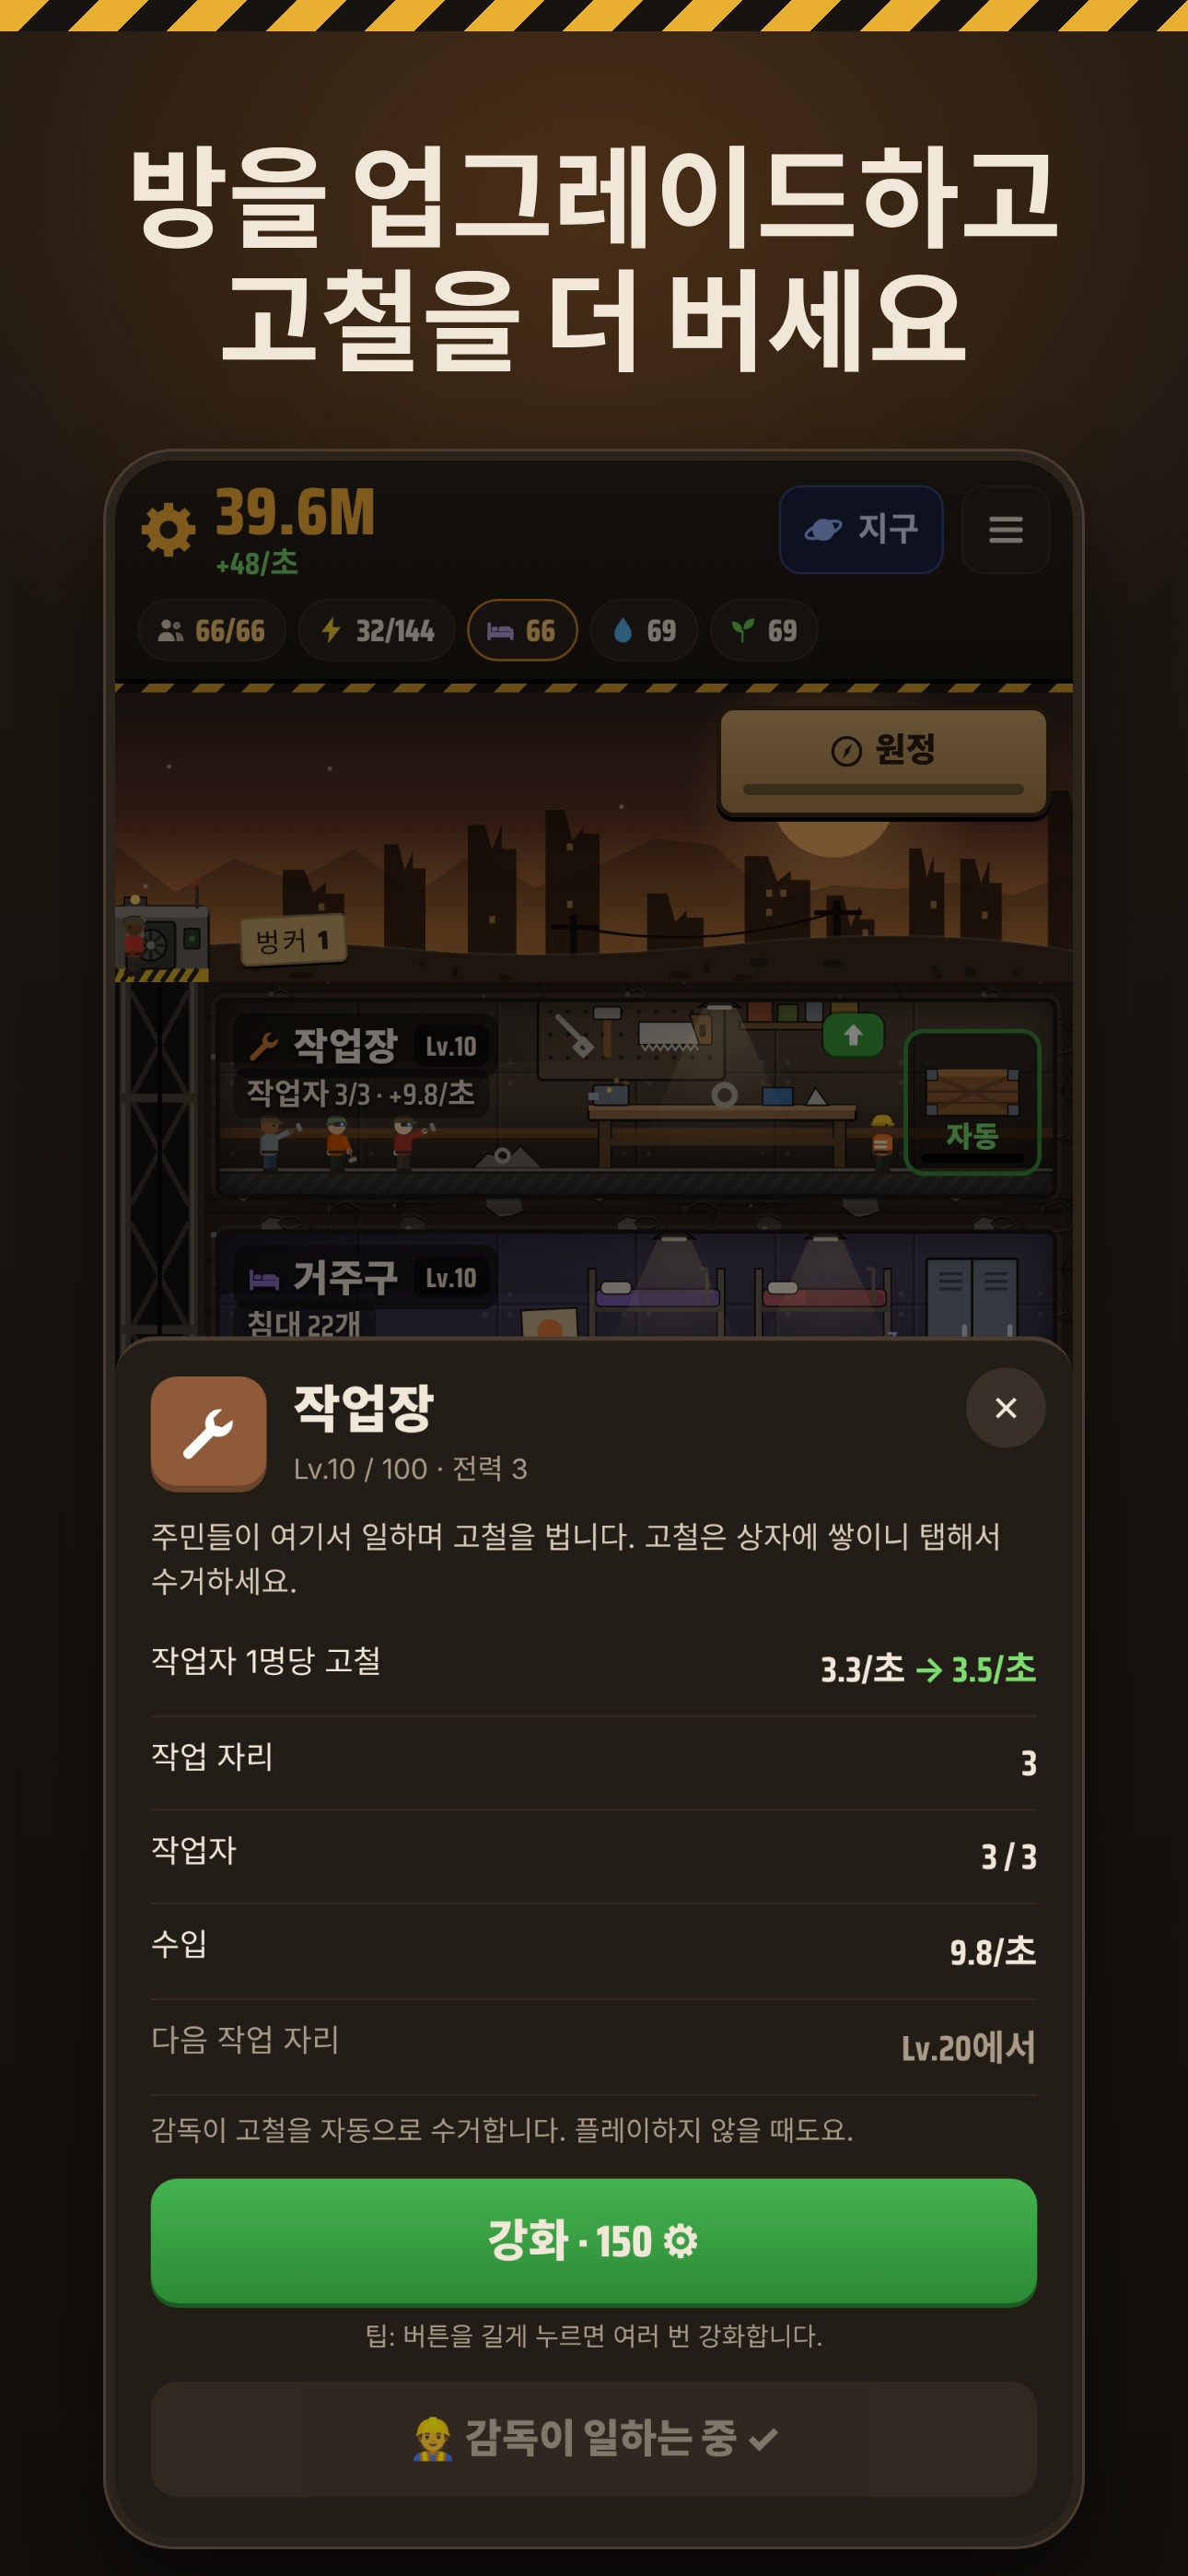 방을 업그레이드하고
고철을 더 버세요
39.6M
+48/초
지구
66/66
32/144
66
69
69
원정
벙커 1
작업장 Lv.10
작업자 3/3 · +9.8/초
자동
거주구 Lv.10
침대 22개
작업장
Lv.10 / 100 · 전력 3
주민들이 여기서 일하며 고철을 법니다. 고철은 상자에 쌓이니 탭해서
수거하세요.
작업자 1명당 고철 3.3/초 → 3.5/초
작업 자리 3
작업자 3 / 3
수입 9.8/초
다음 작업 자리 Lv.20에서
감독이 고철을 자동으로 수거합니다. 플레이하지 않을 때도요.
강화 · 150
팁: 버튼을 길게 누르면 여러 번 강화합니다.
감독이 일하는 중 ✓